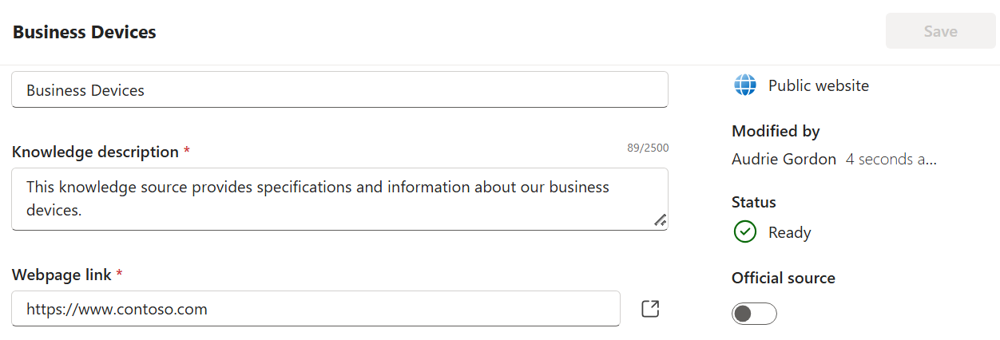 Business Devices
Save
Business Devices
Knowledge description *
89/2500
This knowledge source provides specifications and information about our business
devices.
Webpage link *
https://www.contoso.com
Public website
Modified by
Audrie Gordon 4 seconds a...
Status
Ready
Official source